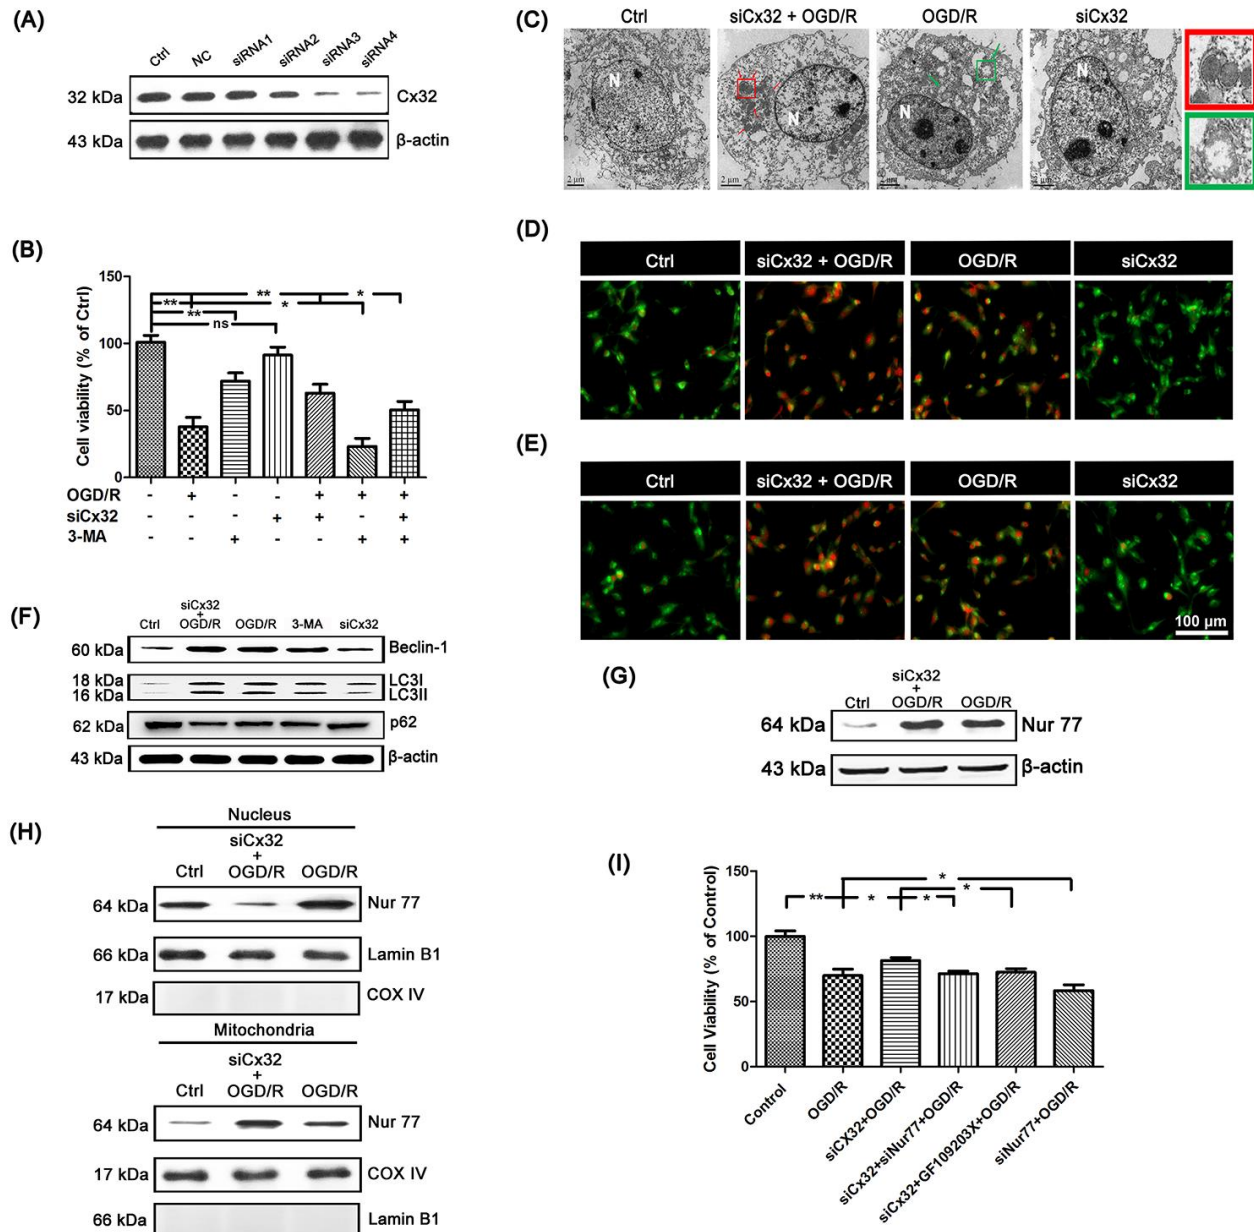 (A)
Ctrl NC siRNA1 siRNA2 siRNA3 siRNA4
32 kDa Cx32
43 kDa β-actin
(B)
Cell viability (% of Ctrl)
150
100
50
0
** *
** *
**
ns
OGD/R - + - - + + +
siCx32 - - - + + - +
3-MA - - + - - + +
(C)
Ctrl siCx32 + OGD/R OGD/R siCx32
N N N N
2 μm 2 μm 2 μm 2 μm
(D)
Ctrl siCx32 + OGD/R OGD/R siCx32
(E)
Ctrl siCx32 + OGD/R OGD/R siCx32
100 μm
(F)
siCx32
+
Ctrl OGD/R OGD/R 3-MA siCx32
60 kDa Beclin-1
18 kDa LC3I
16 kDa LC3II
62 kDa p62
43 kDa β-actin
(G)
siCx32
+
Ctrl OGD/R OGD/R
64 kDa Nur 77
43 kDa β-actin
(H)
Nucleus
siCx32
+
Ctrl OGD/R OGD/R
64 kDa Nur 77
66 kDa Lamin B1
17 kDa COX IV
Mitochondria
siCx32
+
Ctrl OGD/R OGD/R
64 kDa Nur 77
17 kDa COX IV
66 kDa Lamin B1
(I)
Cell Viability (% of Control)
150
100
50
0
*
*
** * *
Control
OGD/R
siCX32+OGD/R
siCx32+siNur77+OGD/R
siCx32+GF109203X+OGD/R
siNur77+OGD/R